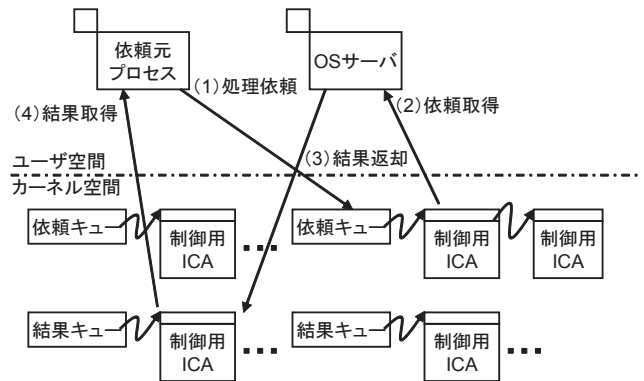 依頼元
プロセス
OSサーバ
(1)処理依頼
(4)結果取得
(2)依頼取得
(3)結果返却
ユーザ空間
カーネル空間
依頼キュー
制御用
ICA
依頼キュー
制御用
ICA
制御用
ICA
結果キュー
制御用
ICA
結果キュー
制御用
ICA